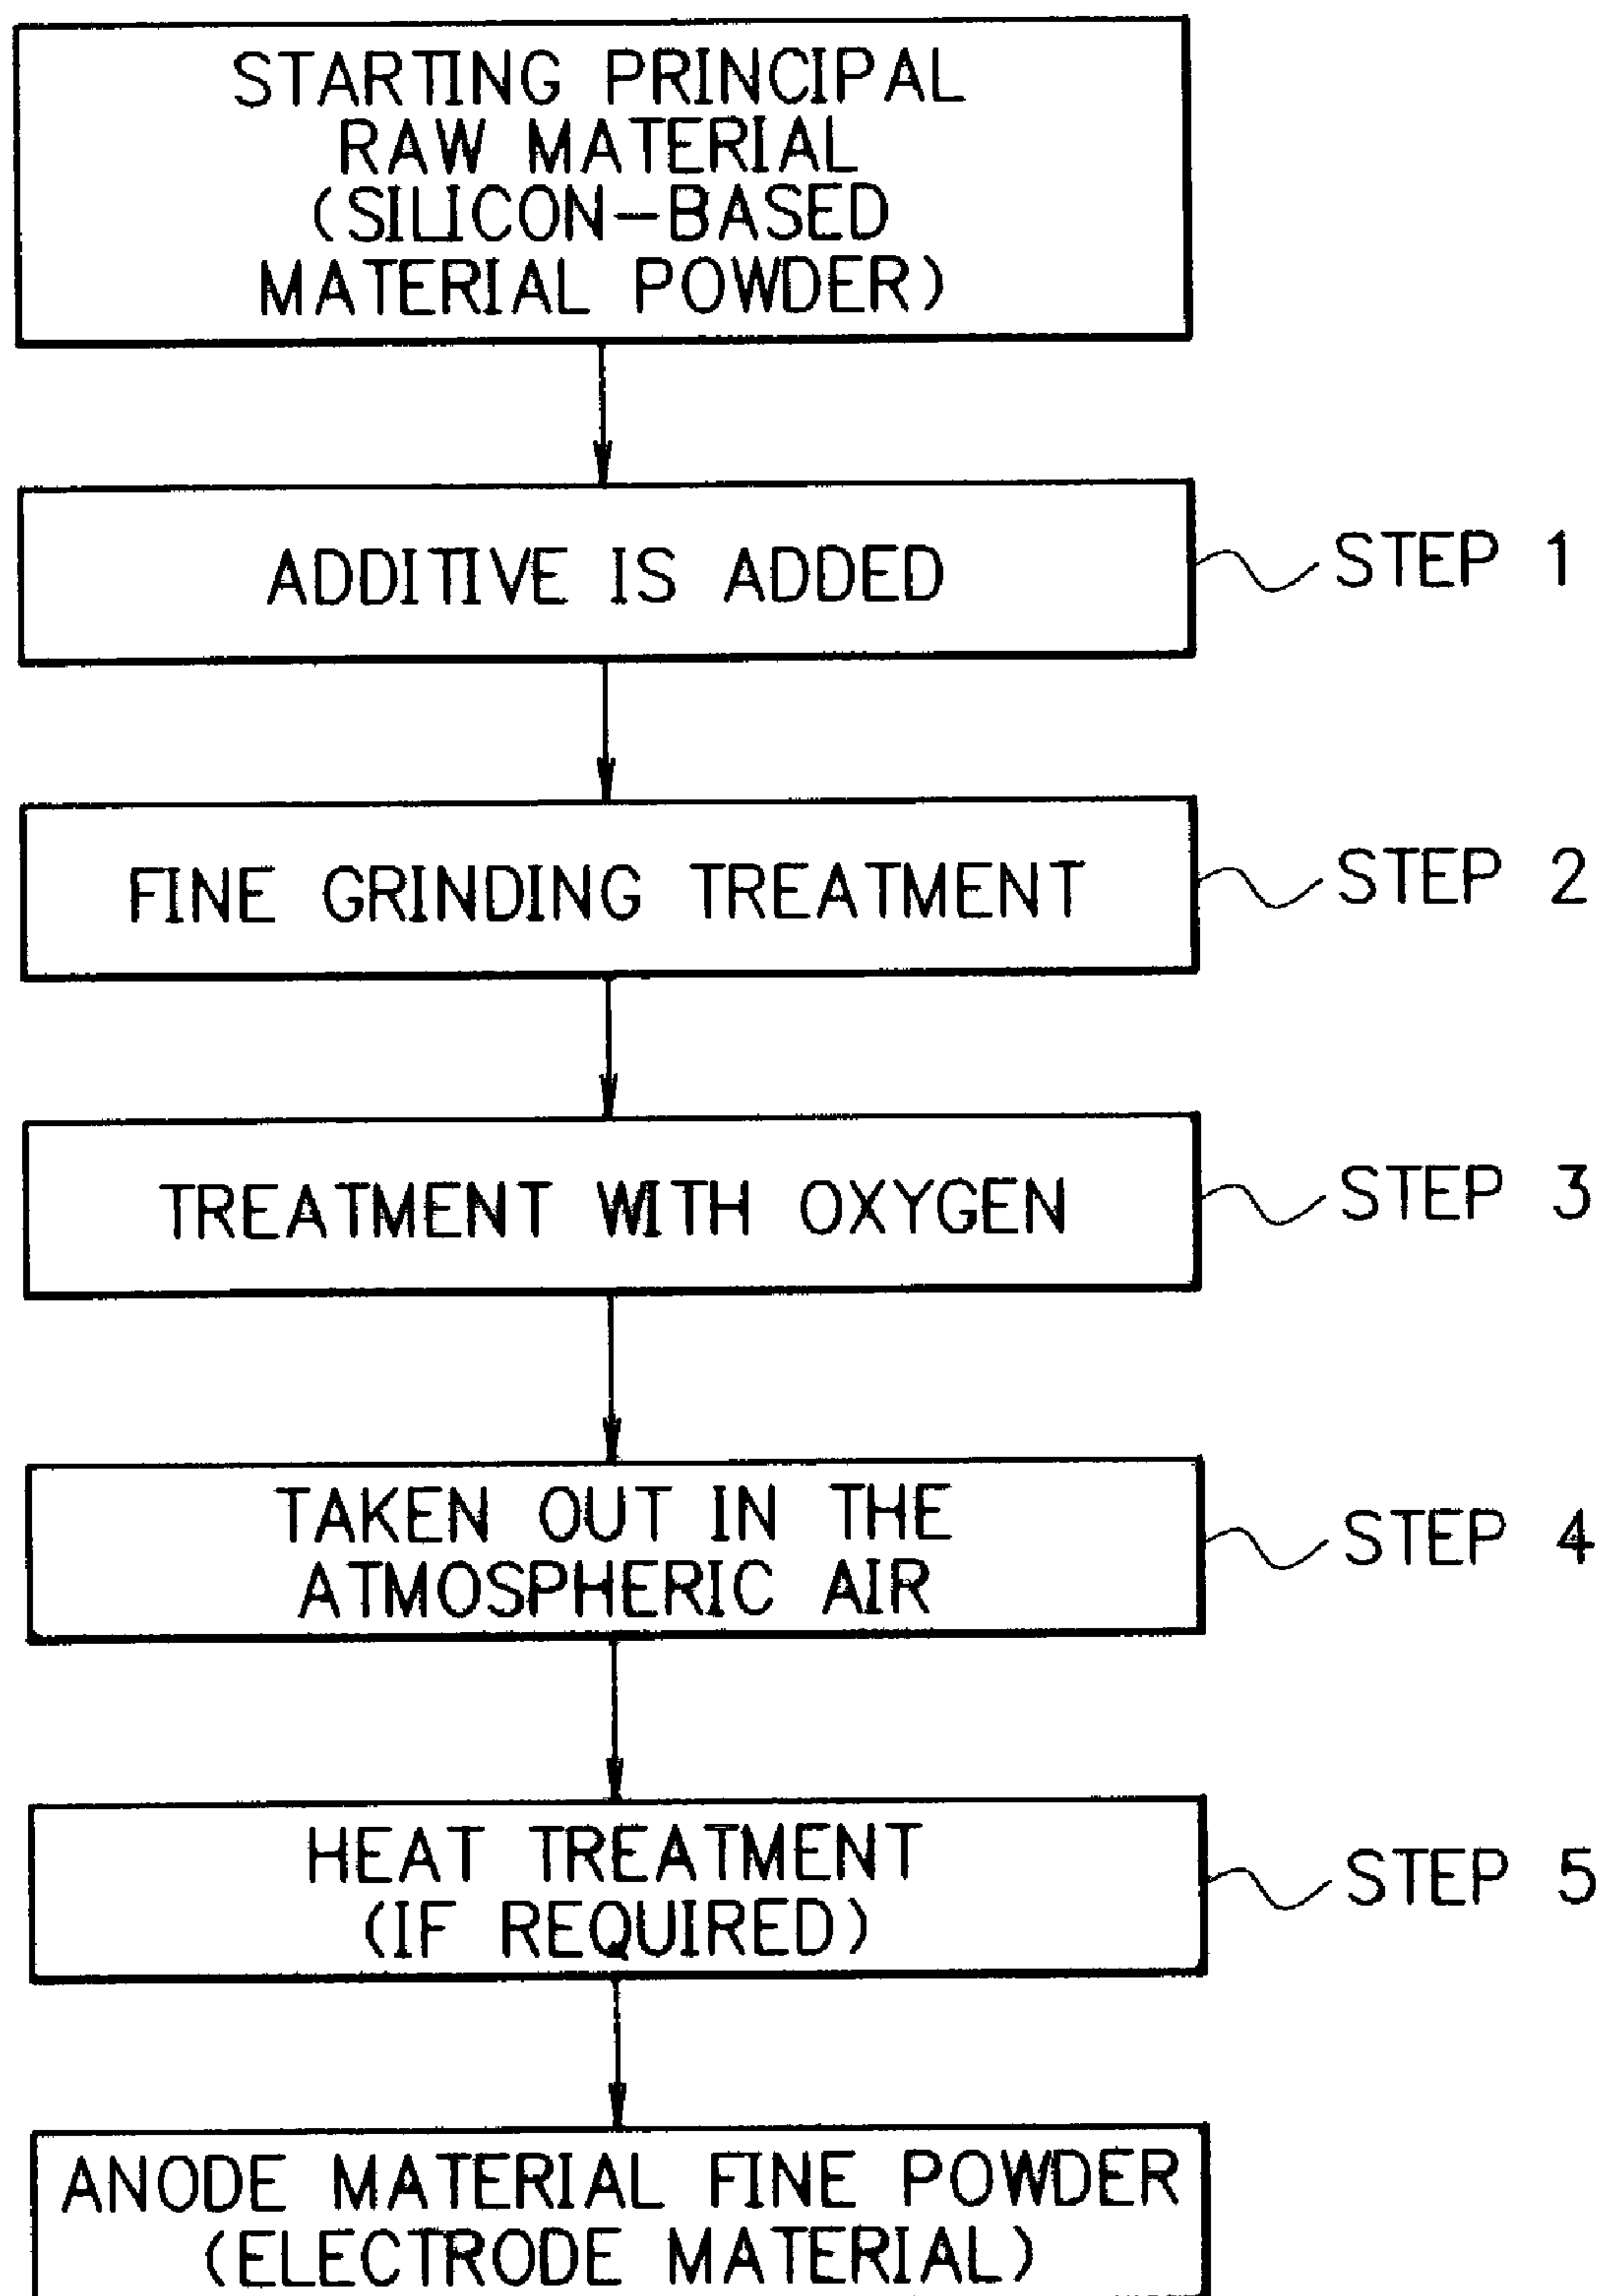 STARTING PRINCIPAL
RAW MATERIAL
(SILICON-BASED
MATERIAL POWDER)
ADDITIVE IS ADDED
STEP 1
FINE GRINDING TREATMENT
STEP 2
TREATMENT WITH OXYGEN
STEP 3
TAKEN OUT IN THE
ATMOSPHERIC AIR
STEP 4
HEAT TREATMENT
(IF REQUIRED)
STEP 5
ANODE MATERIAL FINE POWDER
(ELECTRODE MATERIAL)